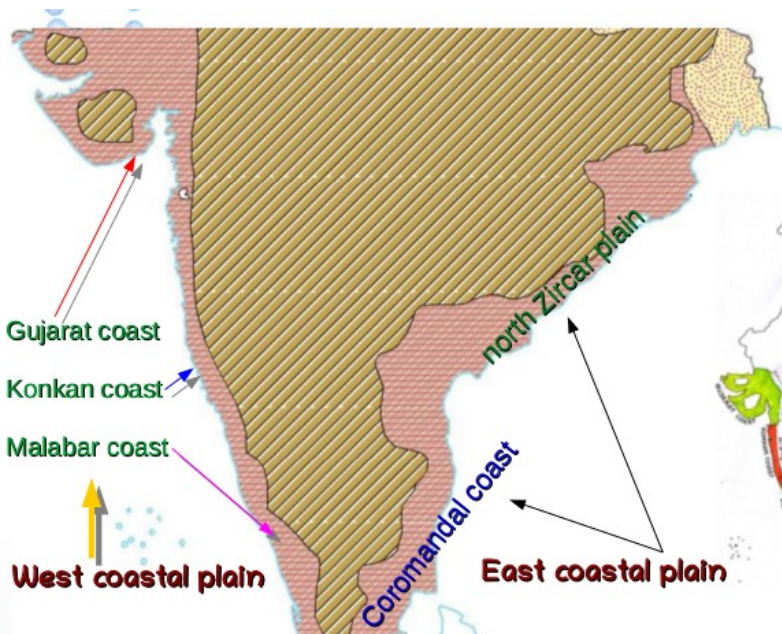 Gujarat coast
Konkan coast
Malabar coast
West coastal plain
north Zircar plain
Coromandal coast
East coastal plain